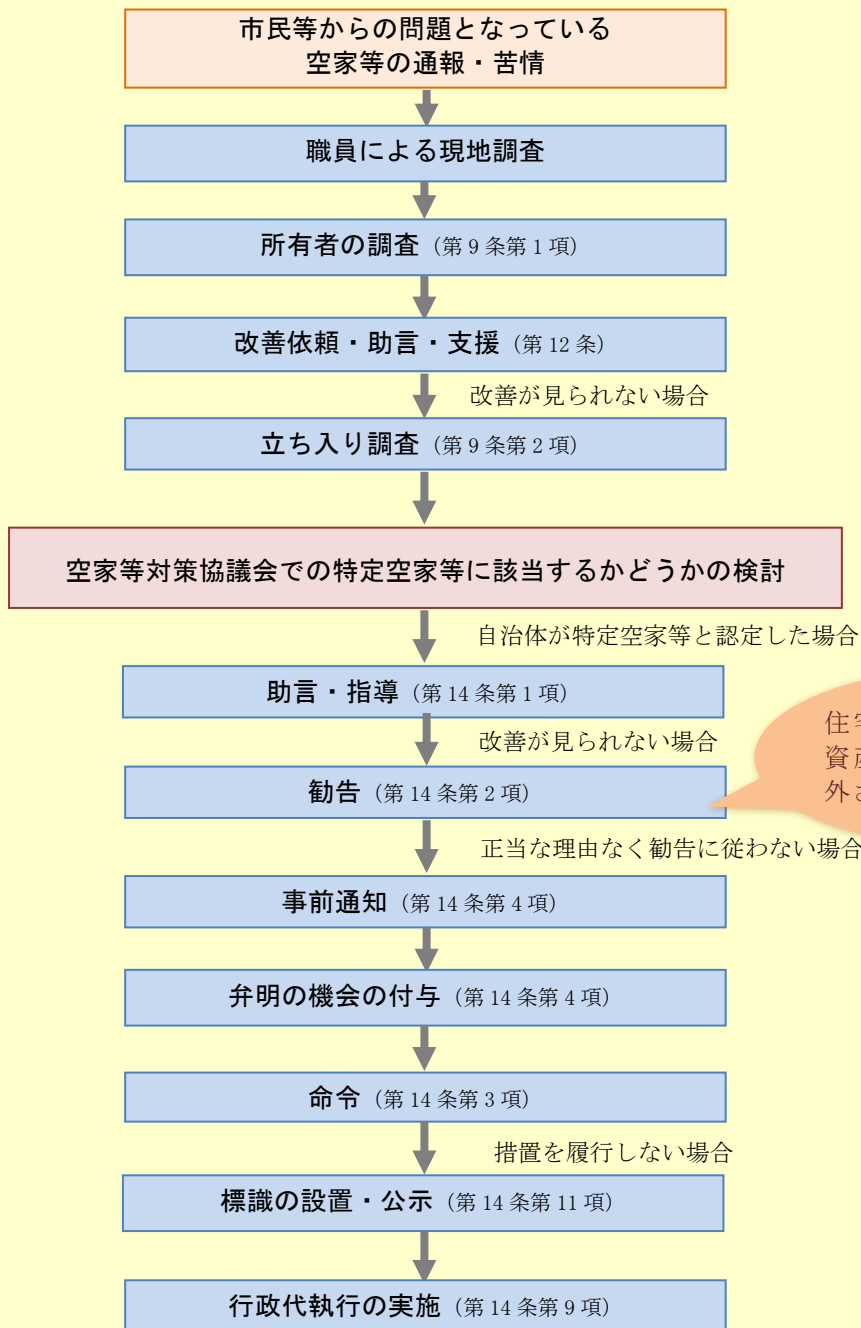 市民等からの問題となっている
空家等の通報・苦情
職員による現地調査
所有者の調査（第9条第1項）
改善依頼・助言・支援（第12条）
改善が見られない場合
立ち入り調査（第9条第2項）
空家等対策協議会での特定空家等に該当するかどうかの検討
自治体が特定空家等と認定した場合
助言・指導（第14条第1項）
改善が見られない場合
勧告（第14条第2項）
住宅
資産
外さ
正当な理由なく勧告に従わない場合
事前通知（第14条第4項）
弁明の機会の付与（第14条第4項）
命令（第14条第3項）
措置を履行しない場合
標識の設置・公示（第14条第11項）
行政代執行の実施（第14条第9項）